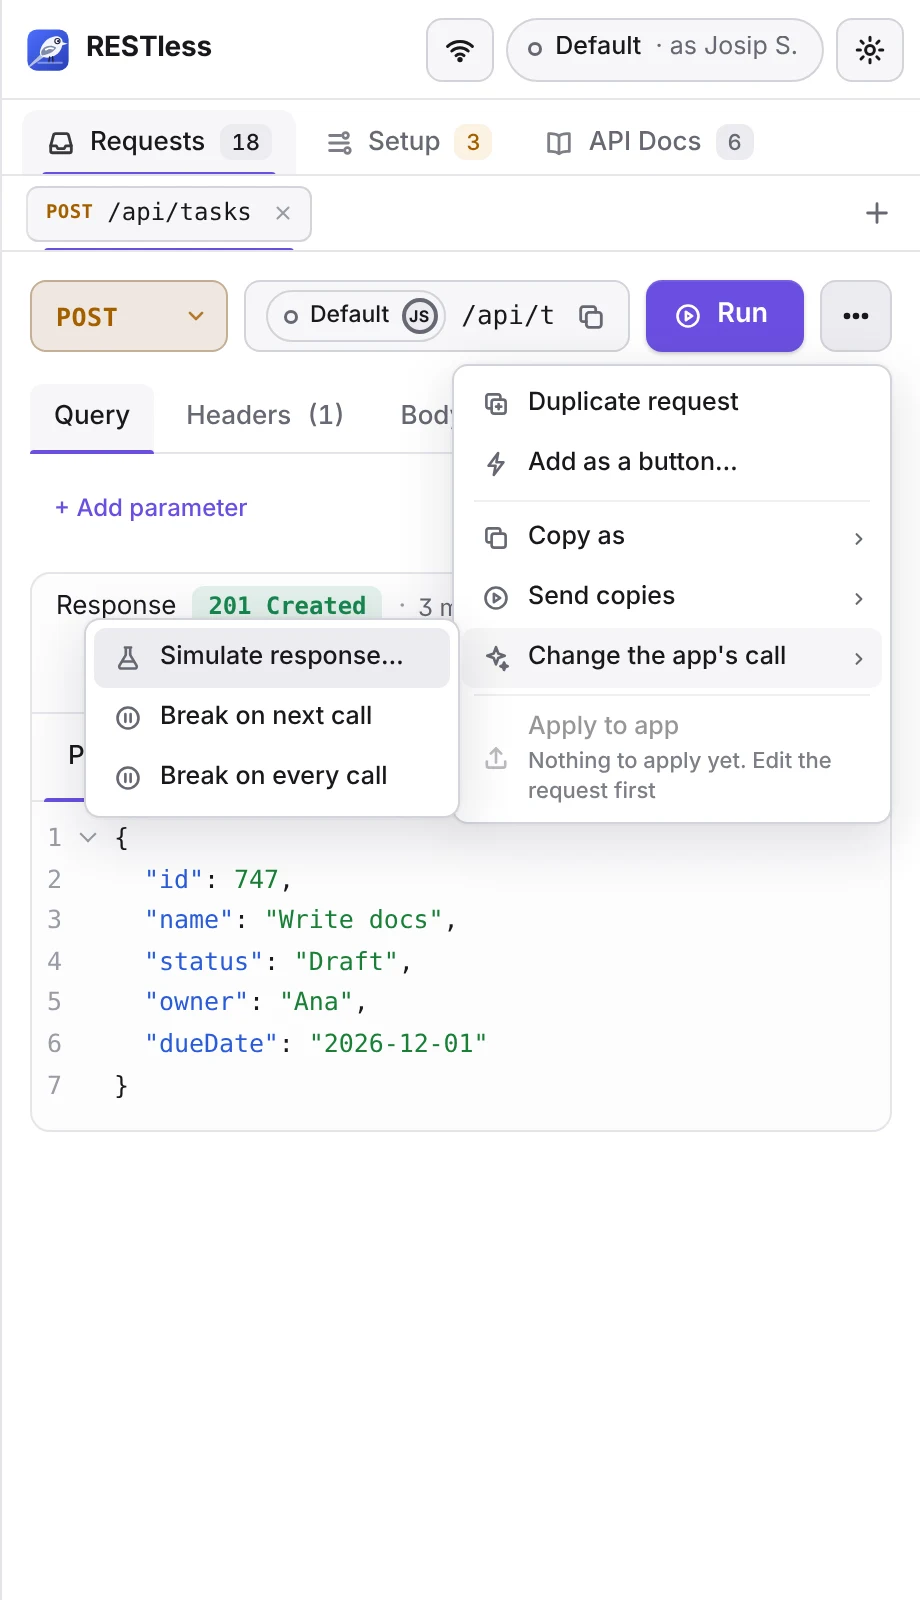 RESTless
Default · as Josip S.
Requests 18
Setup 3
API Docs 6
POST /api/tasks
POST
Default JS /api/t
Run
Query
Headers (1)
Body
Duplicate request
Add as a button...
+ Add parameter
Copy as
Send copies
Change the app's call
Apply to app
Nothing to apply yet. Edit the
request first
Response 201 Created · 3 m
Simulate response...
Break on next call
Break on every call
P
1 {
2 "id": 747,
3 "name": "Write docs",
4 "status": "Draft",
5 "owner": "Ana",
6 "dueDate": "2026-12-01"
7 }